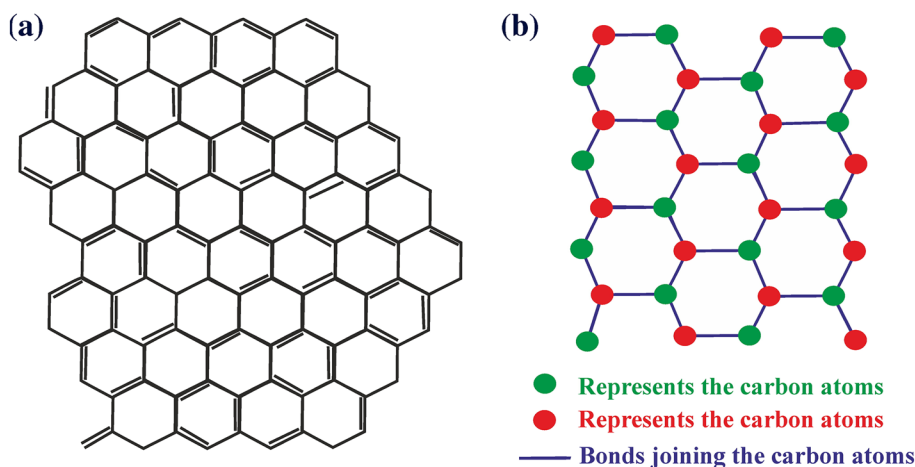 (a)
(b)
Represents the carbon atoms
Represents the carbon atoms
Bonds joining the carbon atoms